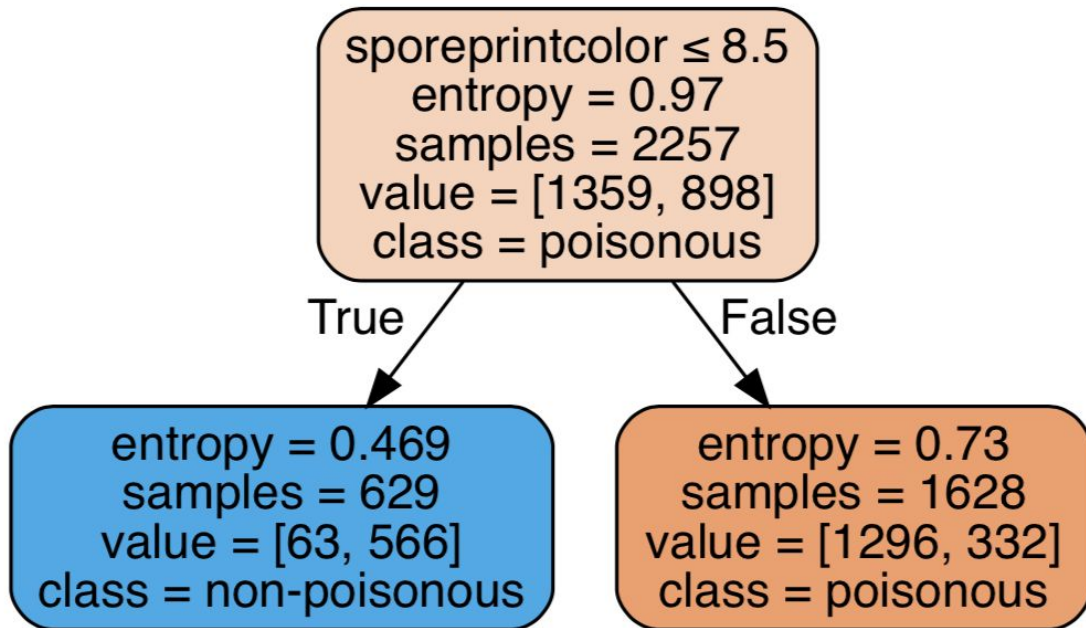 sporeprintcolor ≤ 8.5
entropy = 0.97
samples = 2257
value = [1359, 898]
class = poisonous
True
False
entropy = 0.469
samples = 629
value = [63, 566]
class = non-poisonous
entropy = 0.73
samples = 1628
value = [1296, 332]
class = poisonous